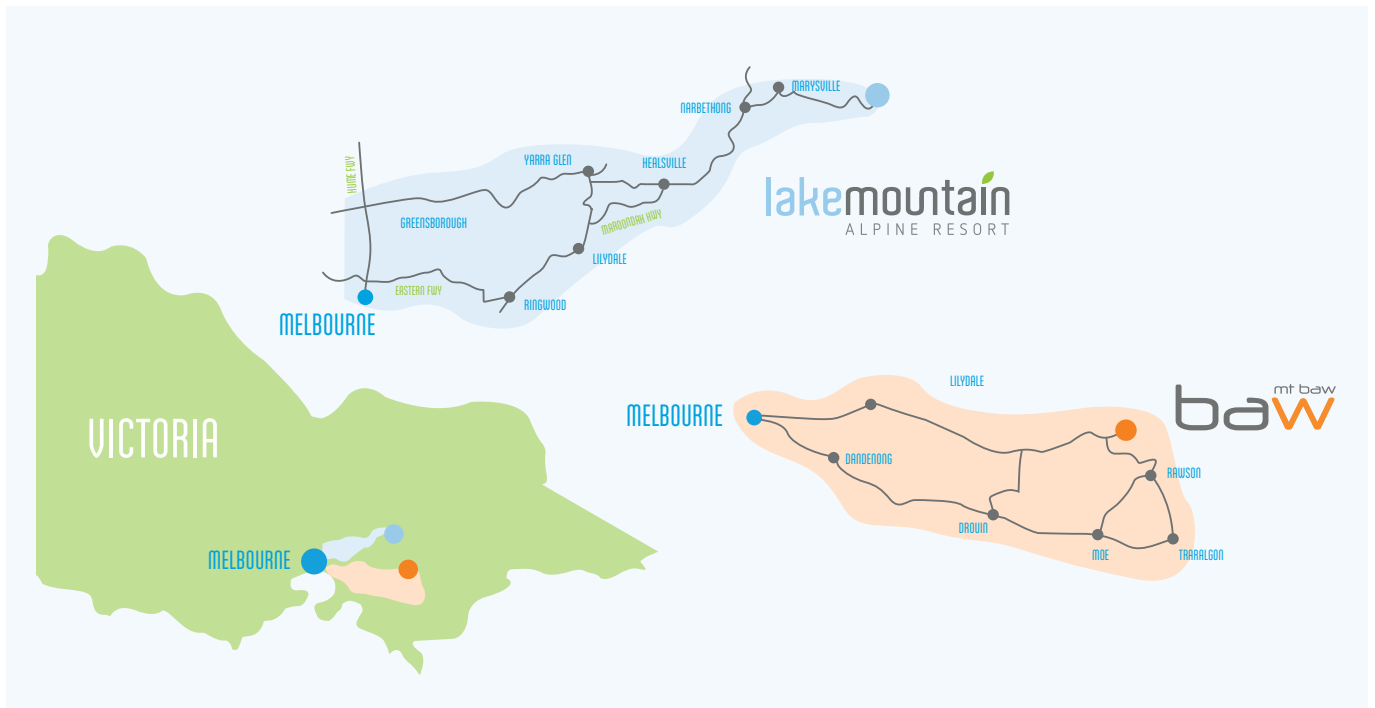 MARYSVILLE
NARBETHONG
YARRA GLEN
HEALSVILLE
HUME FWY
GREENSBOROUGH
MAROONDAH HWY
LILYDALE
EASTERN FWY
RINGWOOD
MELBOURNE
lakemountain
ALPINE RESORT
VICTORIA
MELBOURNE
LILYDALE
MELBOURNE
mt baw
baw
DANDENONG
RAWSON
DROUIN
MOE
TRARALGON